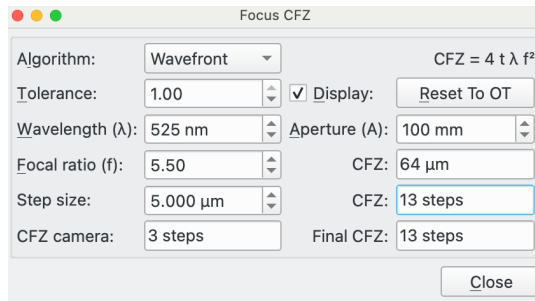 Focus CFZ
Algorithm: Wavefront CFZ = 4 t λ f²
Tolerance: 1.00 Display: Reset To OT
Wavelength (λ): 525 nm Aperture (A): 100 mm
Focal ratio (f): 5.50 CFZ: 64 µm
Step size: 5.000 µm CFZ: 13 steps
CFZ camera: 3 steps Final CFZ: 13 steps
Close